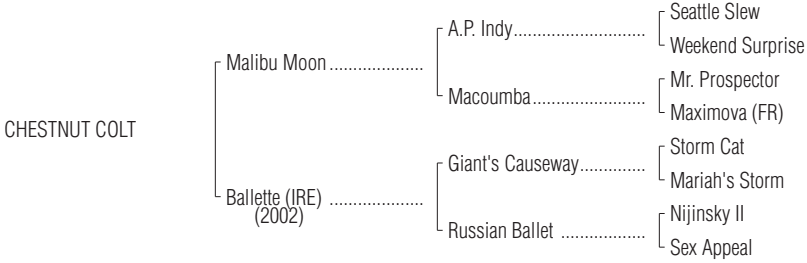 Seattle Slew
A.P. Indy..............................
Weekend Surprise
Malibu Moon .....................
Mr. Prospector
Macoumba..........................
Maximova (FR)
CHESTNUT COLT
Storm Cat
Giant's Causeway...............
Mariah's Storm
Ballette (IRE) .....................
(2002)
Nijinsky II
Russian Ballet ...................
Sex Appeal